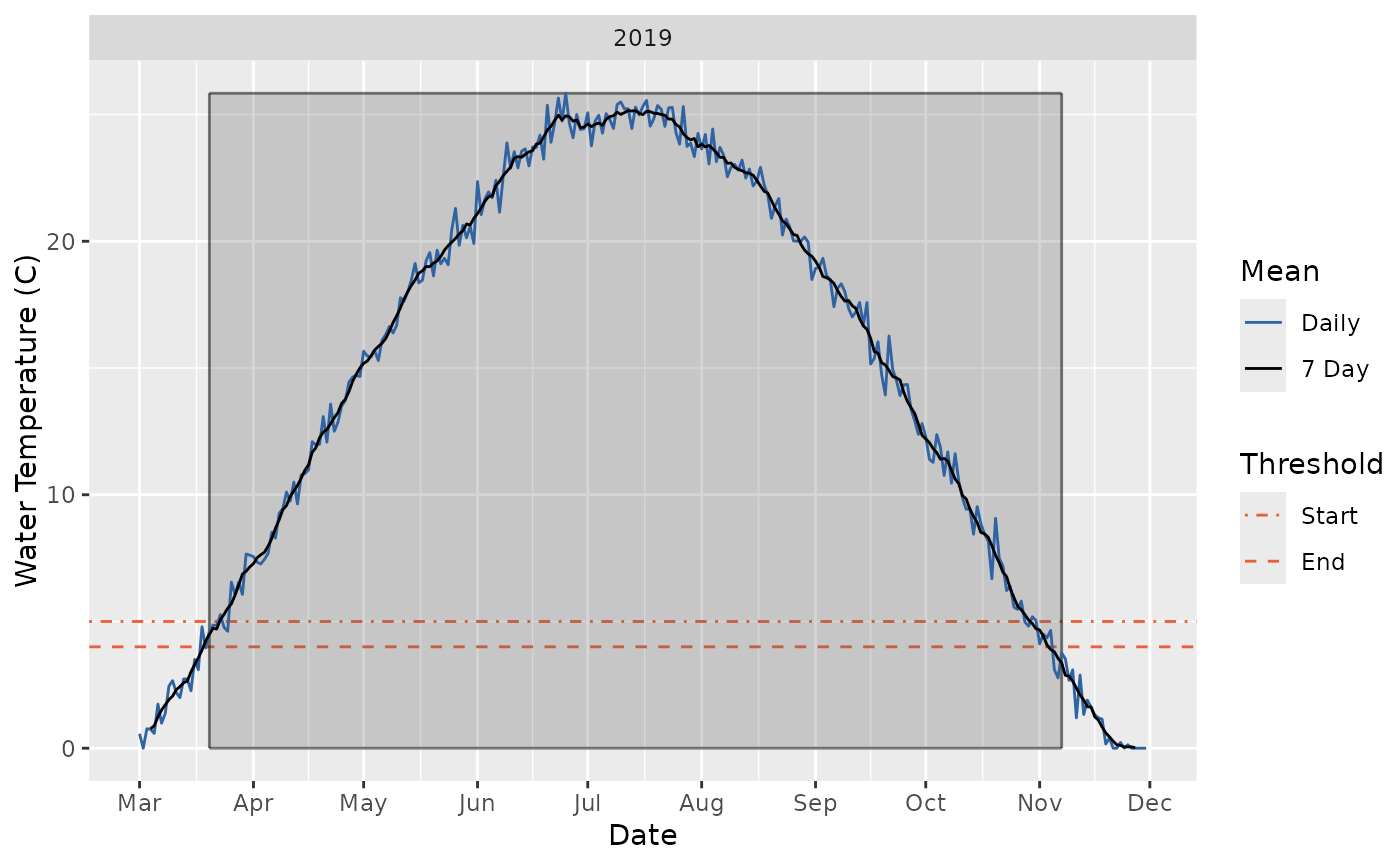 2019
Water Temperature (C)
20
10
0
Mar Apr May Jun Jul Aug Sep Oct Nov Dec
Date
Mean
Daily
7 Day
Threshold
Start
End